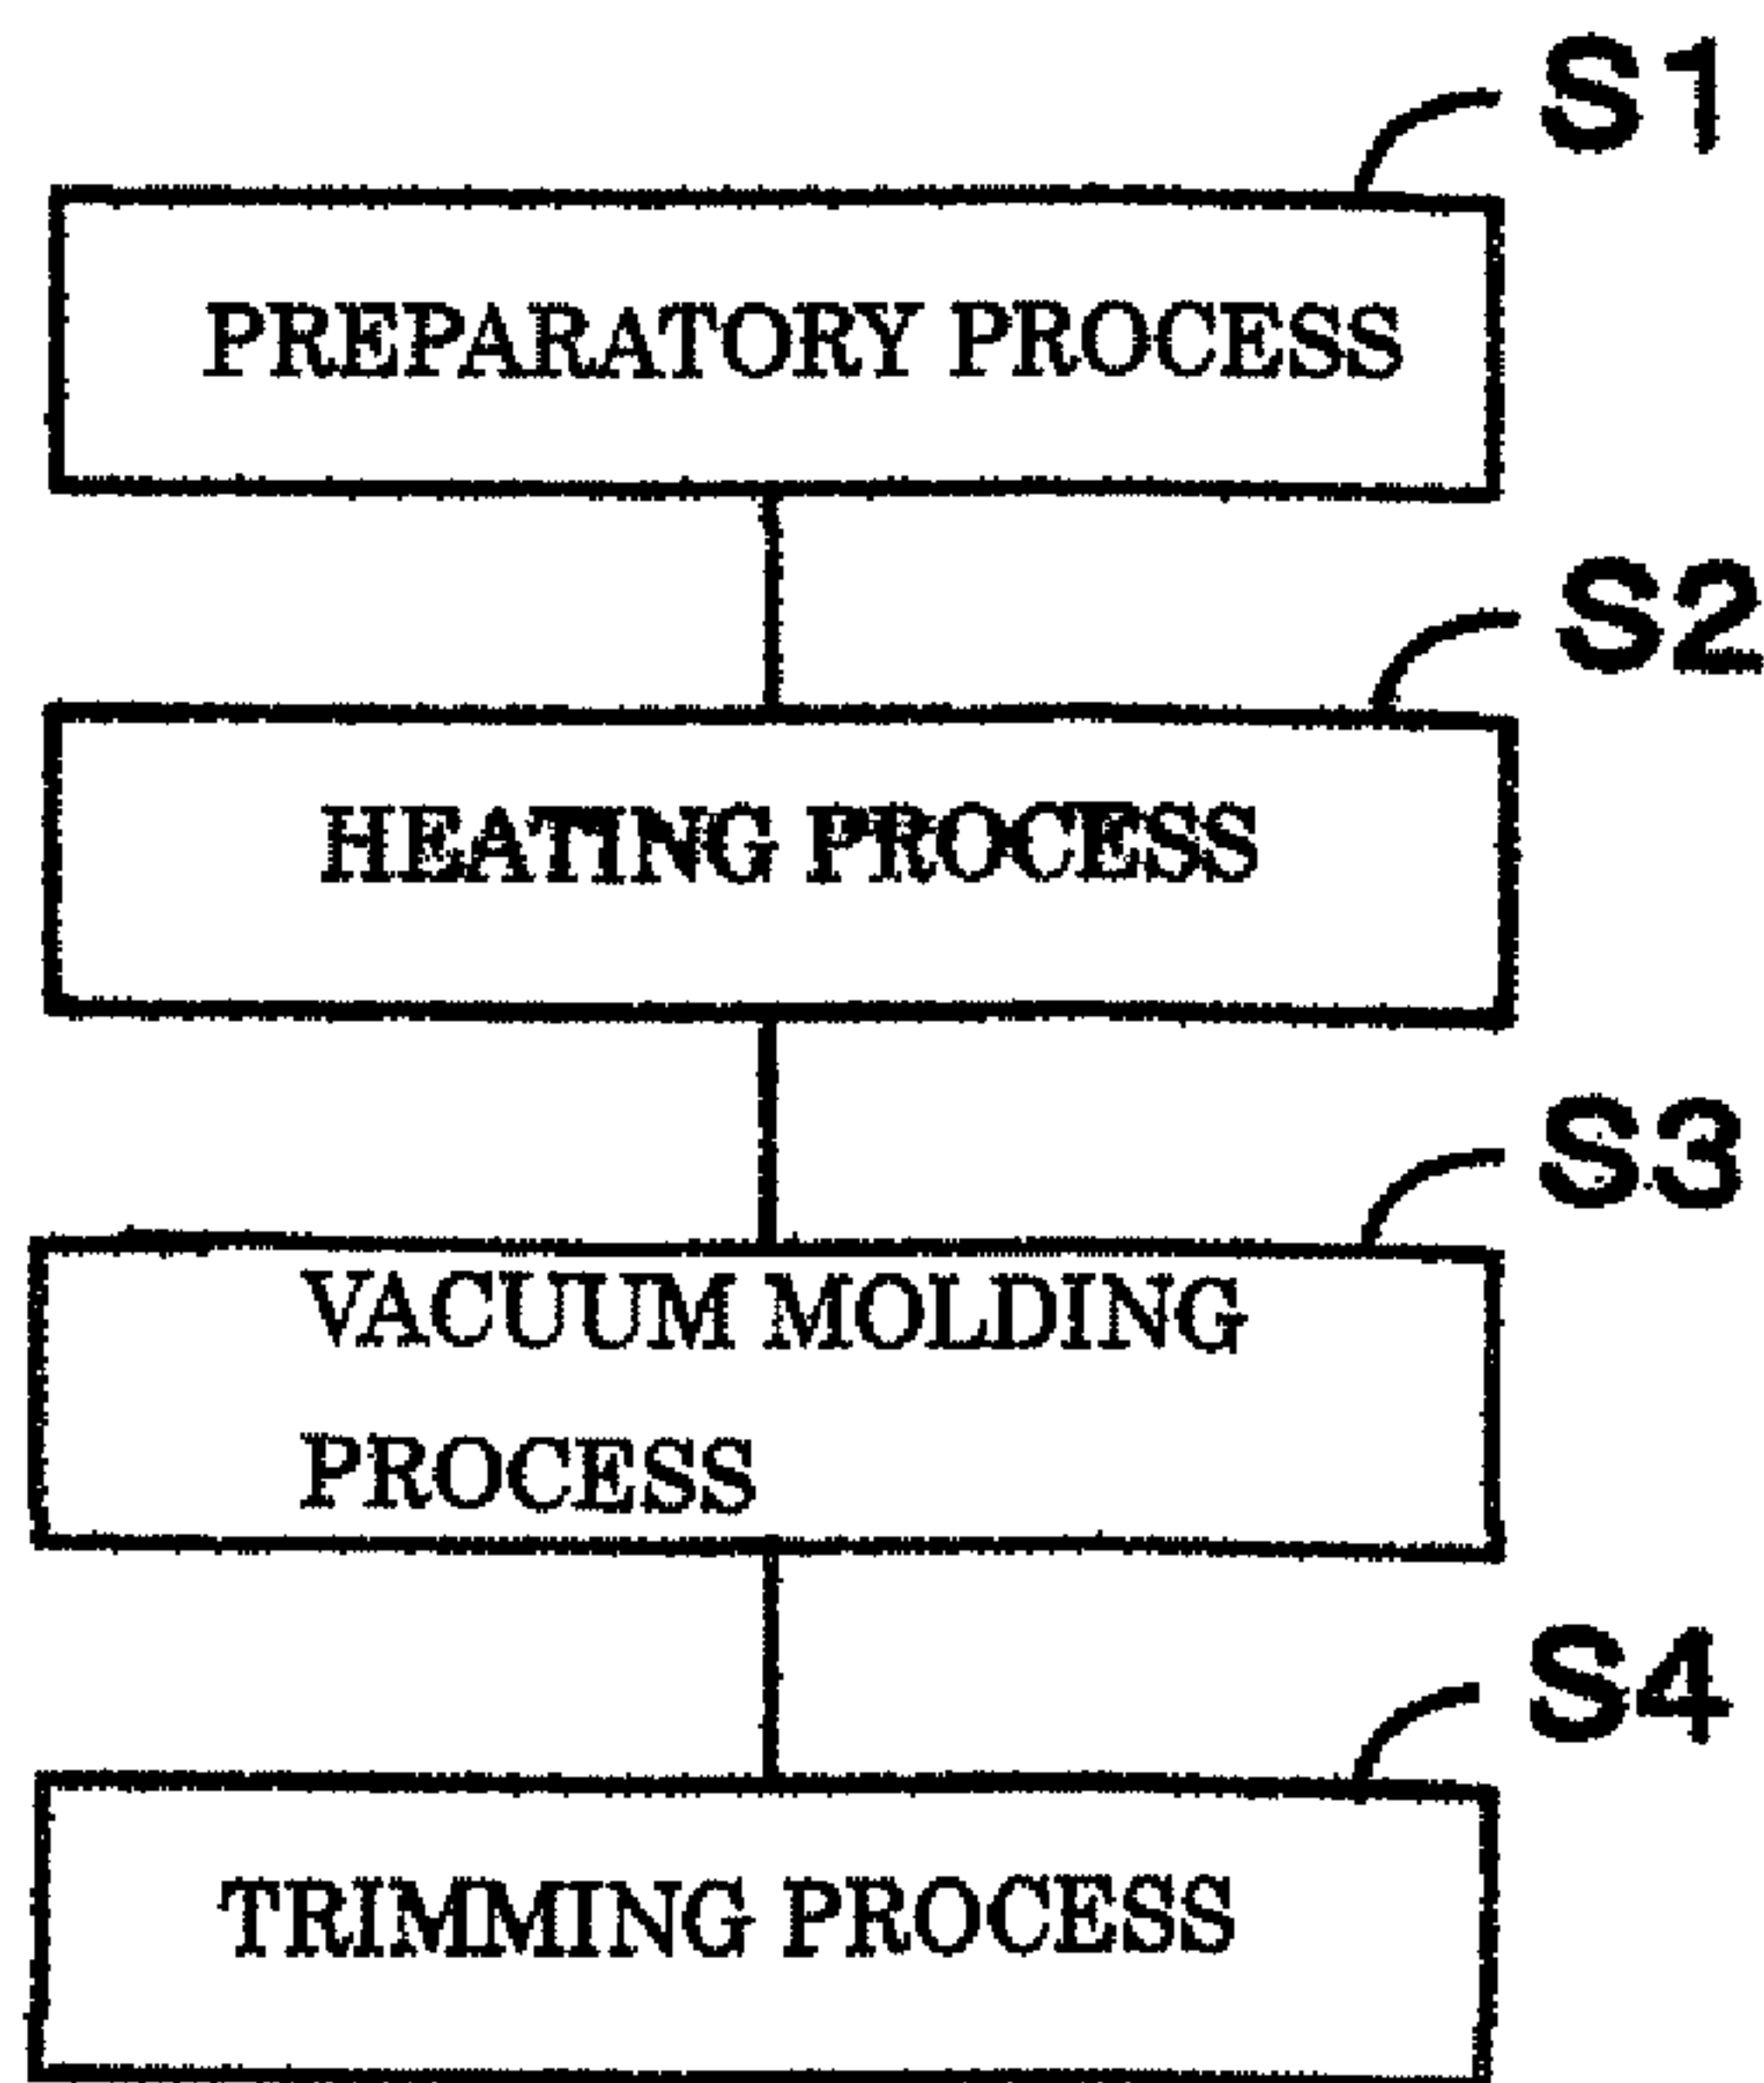 S1
PREPARATORY PROCESS
S2
HEATING PROCESS
S3
VACUUM MOLDING
PROCESS
S4
TRIMMING PROCESS